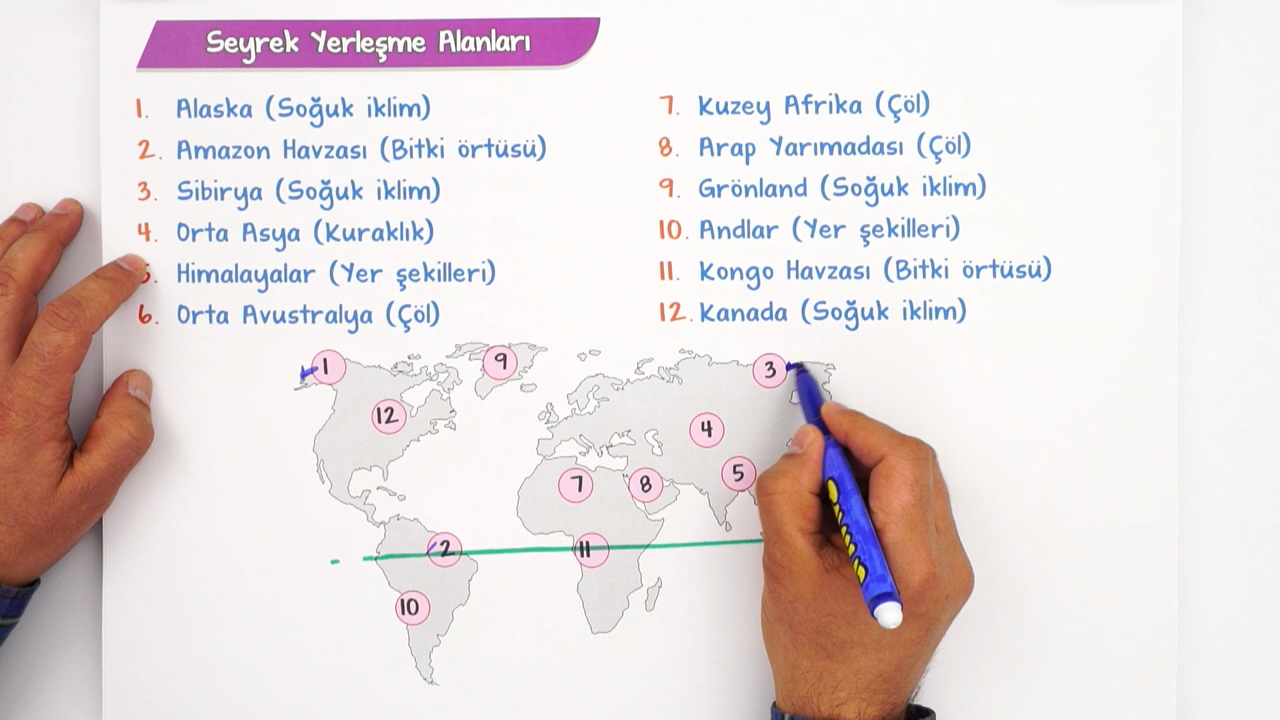 Seyrek Yerleşme Alanları
1. Alaska (Soğuk iklim)
2. Amazon Havzası (Bitki örtüsü)
3. Sibirya (Soğuk iklim)
4. Orta Asya (Kuraklık)
5. Himalayalar (Yer şekilleri)
6. Orta Avustralya (Çöl)
7. Kuzey Afrika (Çöl)
8. Arap Yarımadası (Çöl)
9. Grönland (Soğuk iklim)
10. Andlar (Yer şekilleri)
11. Kongo Havzası (Bitki örtüsü)
12. Kanada (Soğuk iklim)
1
9
3
12
4
7
8
5
2
11
10